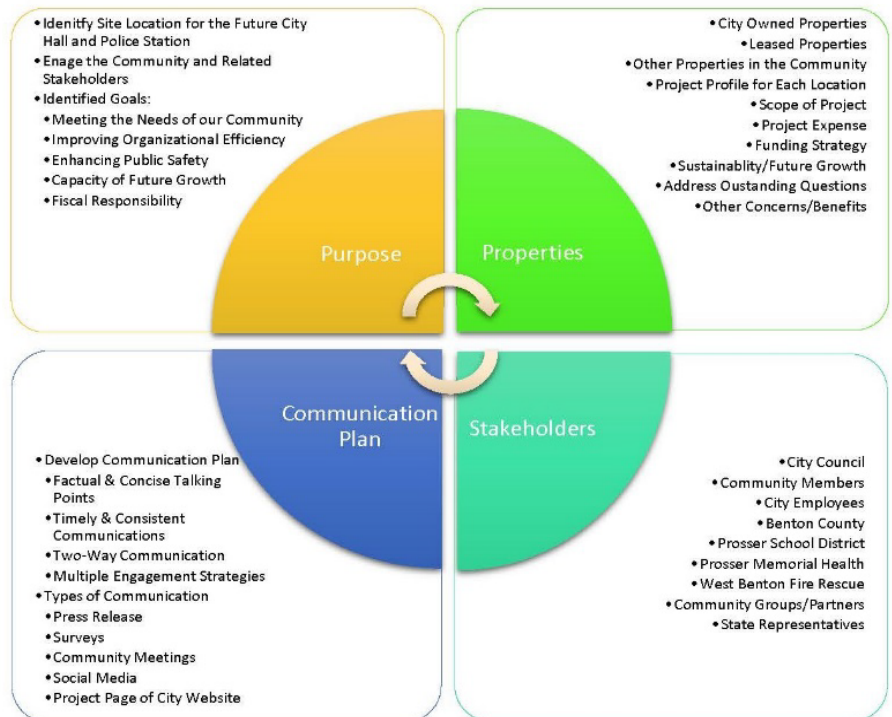 • Idenitfy Site Location for the Future City
Hall and Police Station
• Enage the Community and Related
Stakeholders
• Identified Goals:
• Meeting the Needs of our Community
• Improving Organizational Efficiency
• Enhancing Public Safety
• Capacity of Future Growth
• Fiscal Responsibility
Purpose
• City Owned Properties
• Leased Properties
• Other Properties in the Community
• Project Profile for Each Location
• Scope of Project
• Project Expense
• Funding Strategy
• Sustainablity/Future Growth
• Address Oustanding Questions
• Other Concerns/Benefits
Properties
Communication
Plan
• Develop Communication Plan
• Factual & Concise Talking
Points
• Timely & Consistent
Communications
• Two-Way Communication
• Multiple Engagement Strategies
• Types of Communication
• Press Release
• Surveys
• Community Meetings
• Social Media
• Project Page of City Website
Stakeholders
• City Council
• Community Members
• City Employees
• Benton County
• Prosser School District
• Prosser Memorial Health
• West Benton Fire Rescue
• Community Groups/Partners
• State Representatives